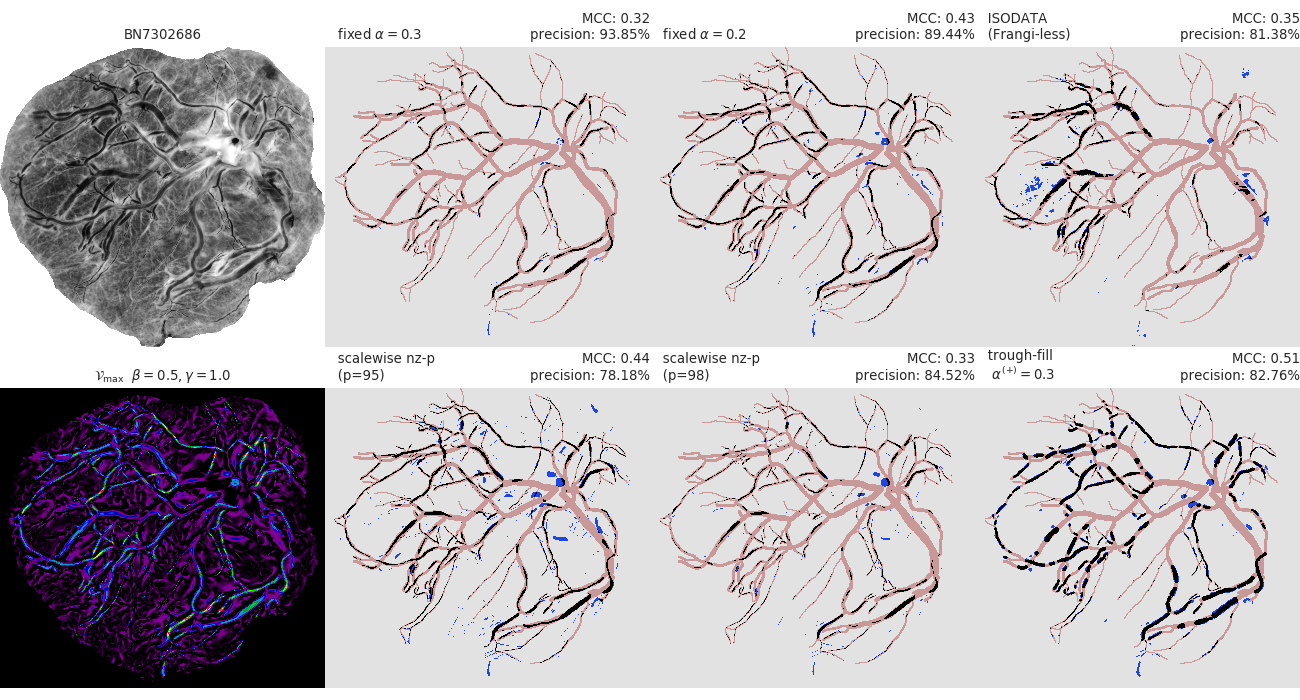 BN7302686
fixed α = 0.3
MCC: 0.32
precision: 93.85%
fixed α = 0.2
MCC: 0.43
precision: 89.44%
ISODATA
(Frangi-less)
MCC: 0.35
precision: 81.38%
𝒱max β = 0.5, γ = 1.0
scalewise nz-p
(p=95)
MCC: 0.44
precision: 78.18%
scalewise nz-p
(p=98)
MCC: 0.33
precision: 84.52%
trough-fill
α(+) = 0.3
MCC: 0.51
precision: 82.76%